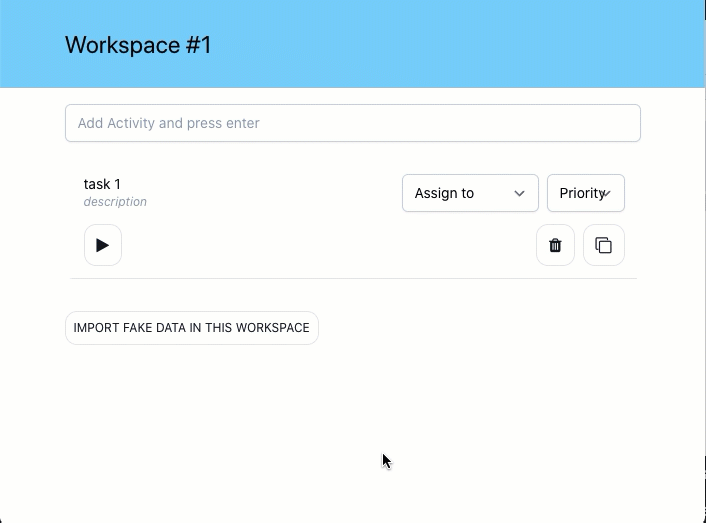 Workspace #1
Add Activity and press enter
task 1
description
Assign to
Priority
IMPORT FAKE DATA IN THIS WORKSPACE